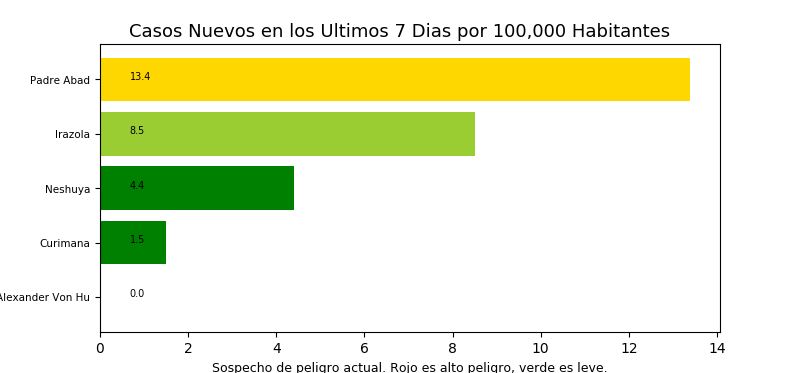 Casos Nuevos en los Ultimos 7 Dias por 100,000 Habitantes
Padre Abad
13.4
Irazola
8.5
Neshuya
4.4
Curimana
1.5
Alexander Von Hu
0.0
0 2 4 6 8 10 12 14
Sospecho de peligro actual. Rojo es alto peligro, verde es leve.